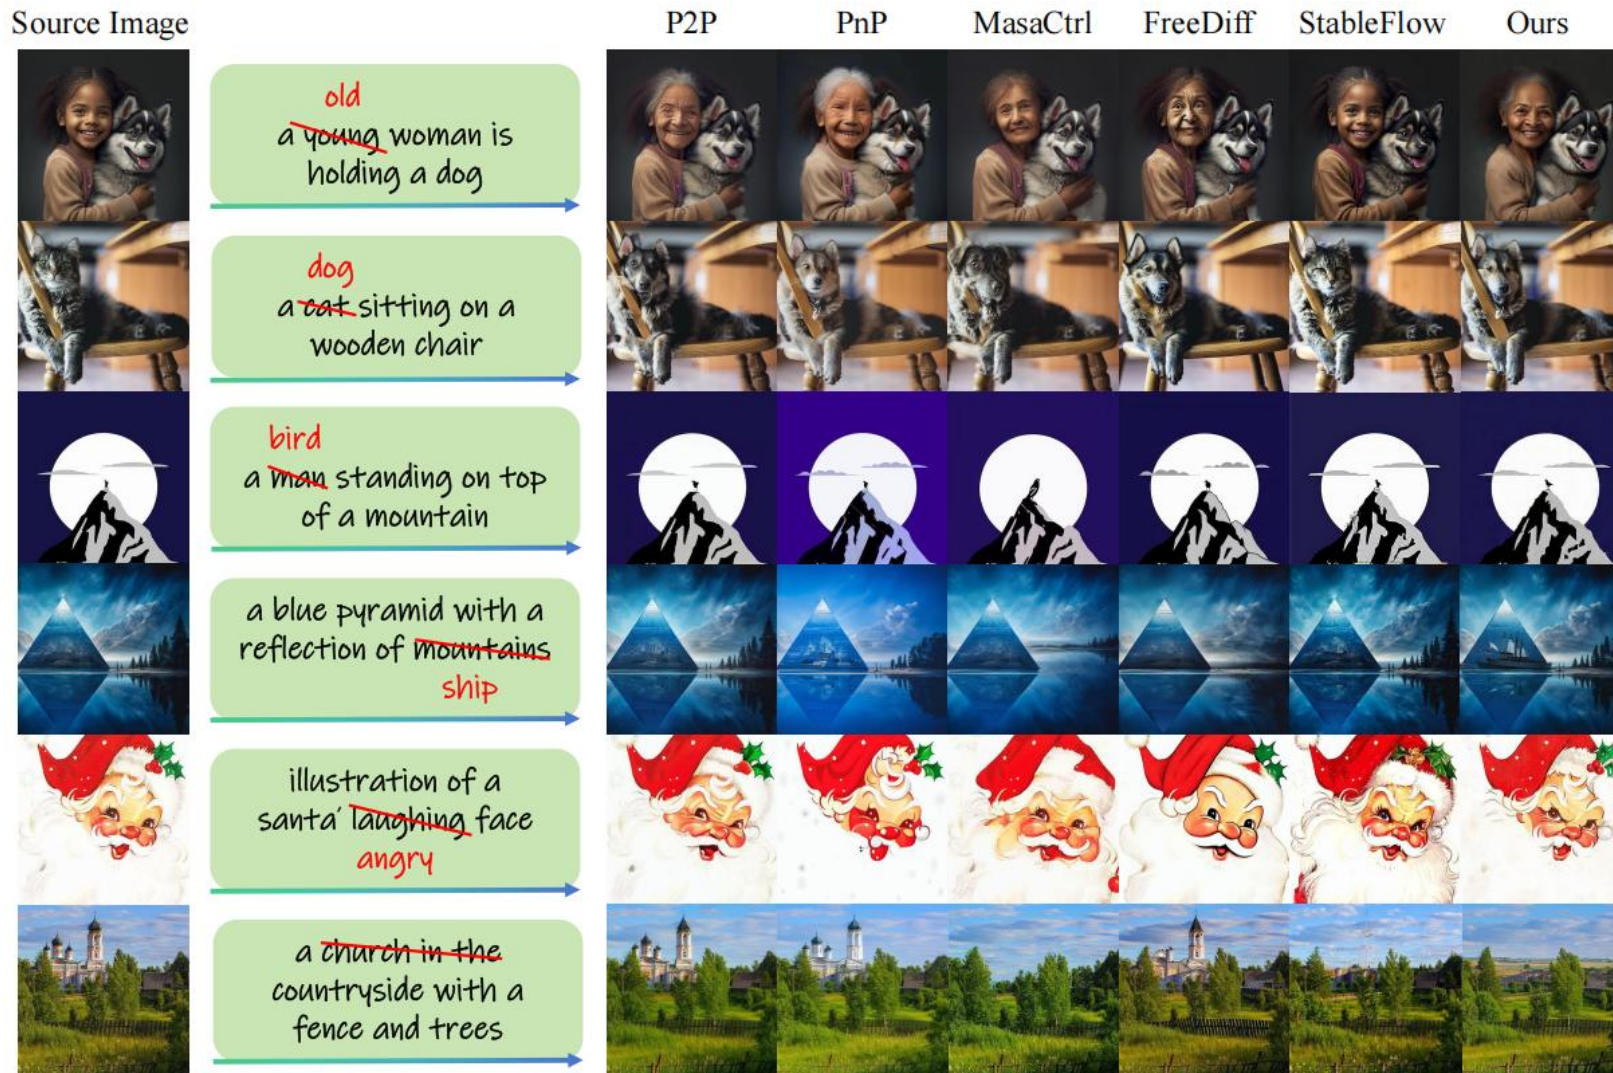 Source Image P2P PnP MasaCtrl FreeDiff StableFlow Ours
old
a young woman is
holding a dog
dog
a cat sitting on a
wooden chair
bird
a man standing on top
of a mountain
a blue pyramid with a
reflection of mountains
ship
illustration of a
santa' laughing face
angry
a church in the
countryside with a
fence and trees